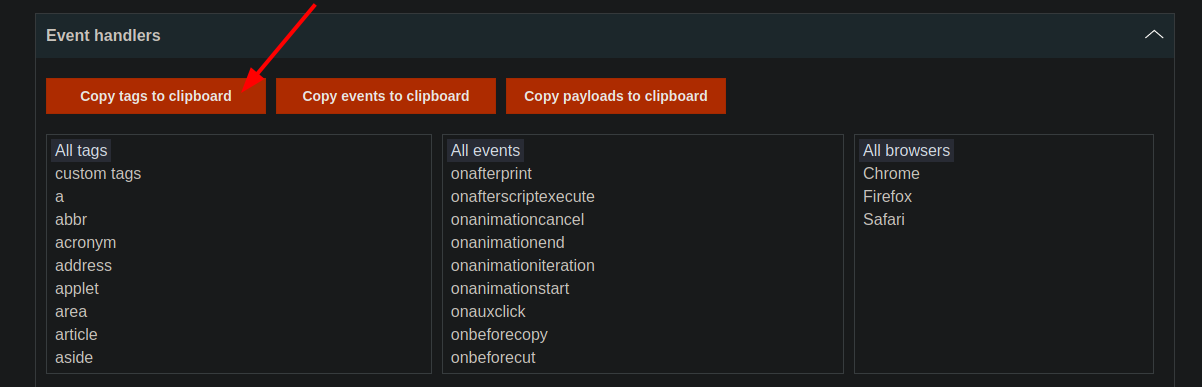 Event handlers
Copy tags to clipboard
Copy events to clipboard
Copy payloads to clipboard
All tags
custom tags
a
abbr
acronym
address
applet
area
article
aside
All events
onafterprint
onafterscriptexecute
onanimationcancel
onanimationend
onanimationiteration
onanimationstart
onauxclick
onbeforecopy
onbeforecut
All browsers
Chrome
Firefox
Safari